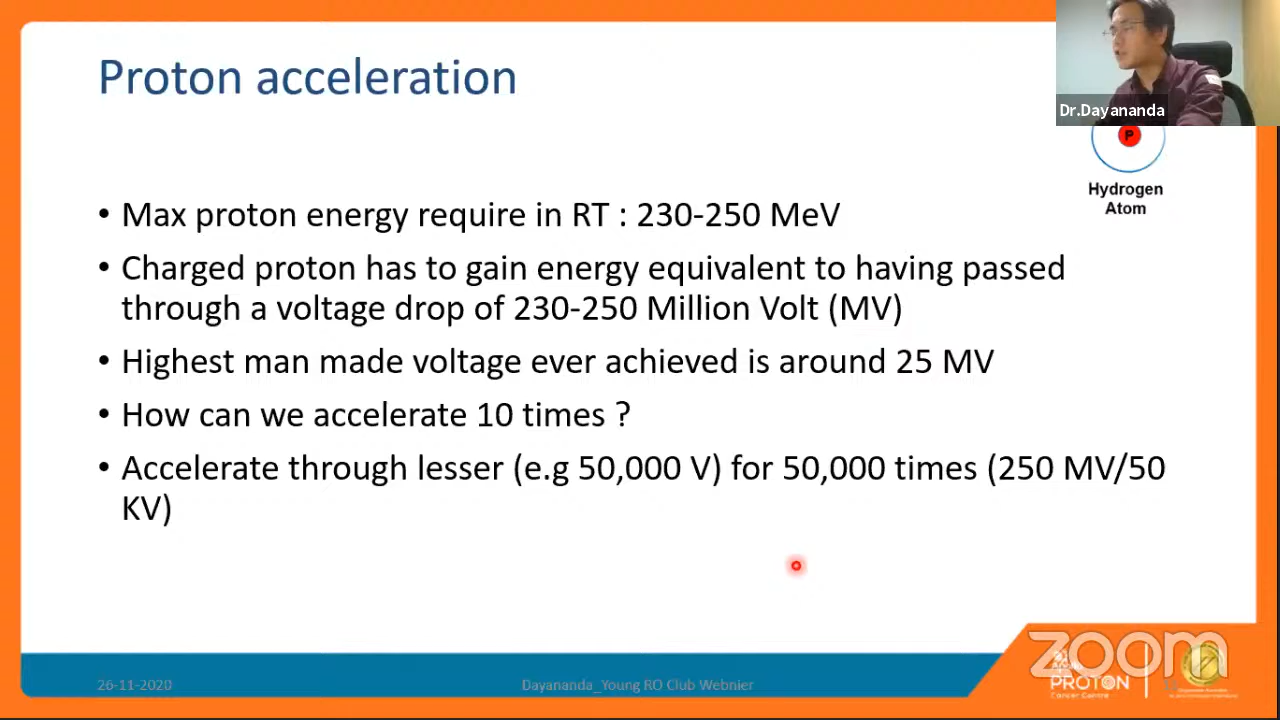 Proton acceleration
Dr.Dayananda
P
Hydrogen
Atom
• Max proton energy require in RT : 230-250 MeV
• Charged proton has to gain energy equivalent to having passed
through a voltage drop of 230-250 Million Volt (MV)
• Highest man made voltage ever achieved is around 25 MV
• How can we accelerate 10 times ?
• Accelerate through lesser (e.g 50,000 V) for 50,000 times (250 MV/50
KV)
zoom
26-11-2020
Dayananda_Young RO Club Webnier
PROTON
Cancer Centre